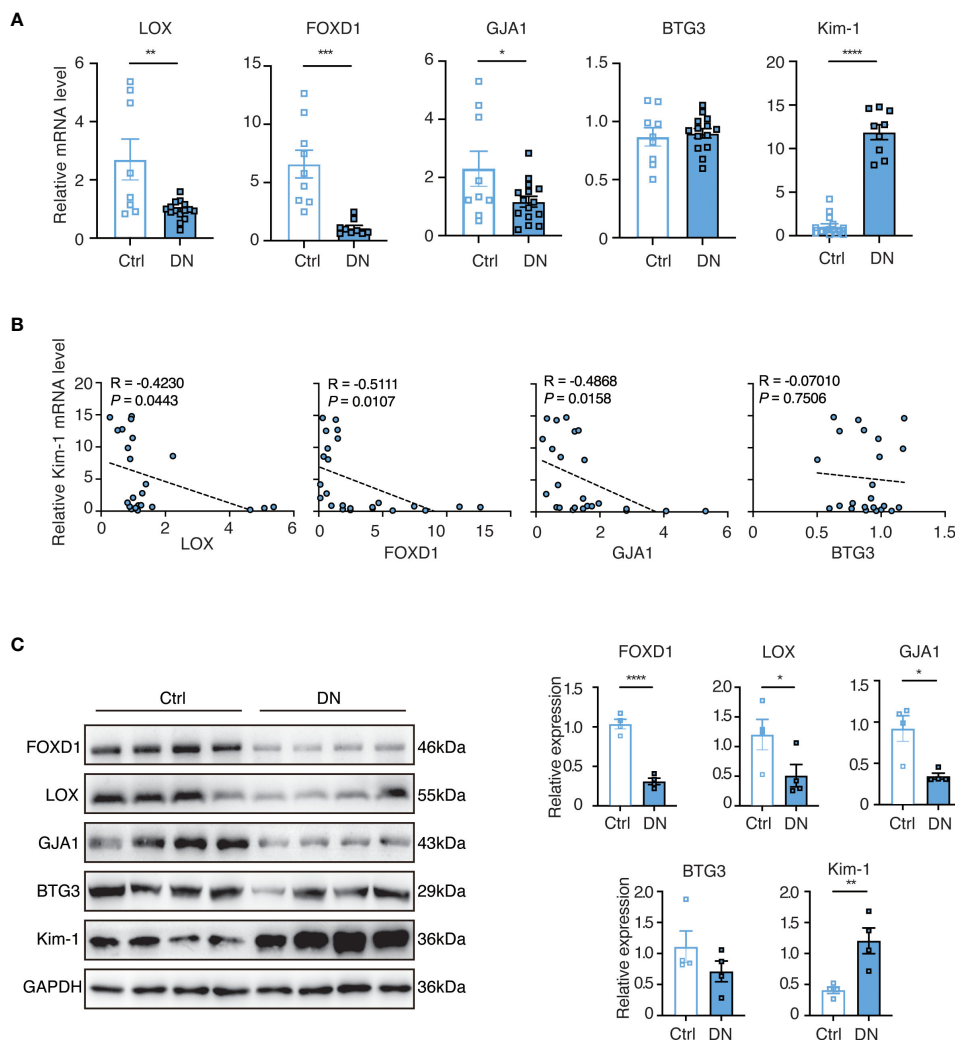 A
LOX
FOXD1
GJA1
BTG3
Kim-1
Relative mRNA level
**
***
*
****
8
6
4
2
0
15
10
5
0
6
4
2
0
1.5
1.0
0.5
0.0
20
15
10
5
0
Ctrl DN
Ctrl DN
Ctrl DN
Ctrl DN
Ctrl DN
B
Relative Kim-1 mRNA level
20
15
10
5
0
R = -0.4230
P = 0.0443
R = -0.5111
P = 0.0107
R = -0.4868
P = 0.0158
R = -0.07010
P = 0.7506
0 2 4 6
0 5 10 15
0 2 4 6
0.0 0.5 1.0 1.5
LOX
FOXD1
GJA1
BTG3
C
Ctrl DN
FOXD1 46kDa
LOX 55kDa
GJA1 43kDa
BTG3 29kDa
Kim-1 36kDa
GAPDH 36kDa
FOXD1
LOX
GJA1
Relative expression
****
*
*
1.5
1.0
0.5
0
2.0
1.5
1.0
0.5
0
1.5
1.0
0.5
0
Ctrl DN
Ctrl DN
Ctrl DN
BTG3
Kim-1
Relative expression
**
2.0
1.5
1.0
0.5
0.0
2.0
1.5
1.0
0.5
0.0
Ctrl DN
Ctrl DN